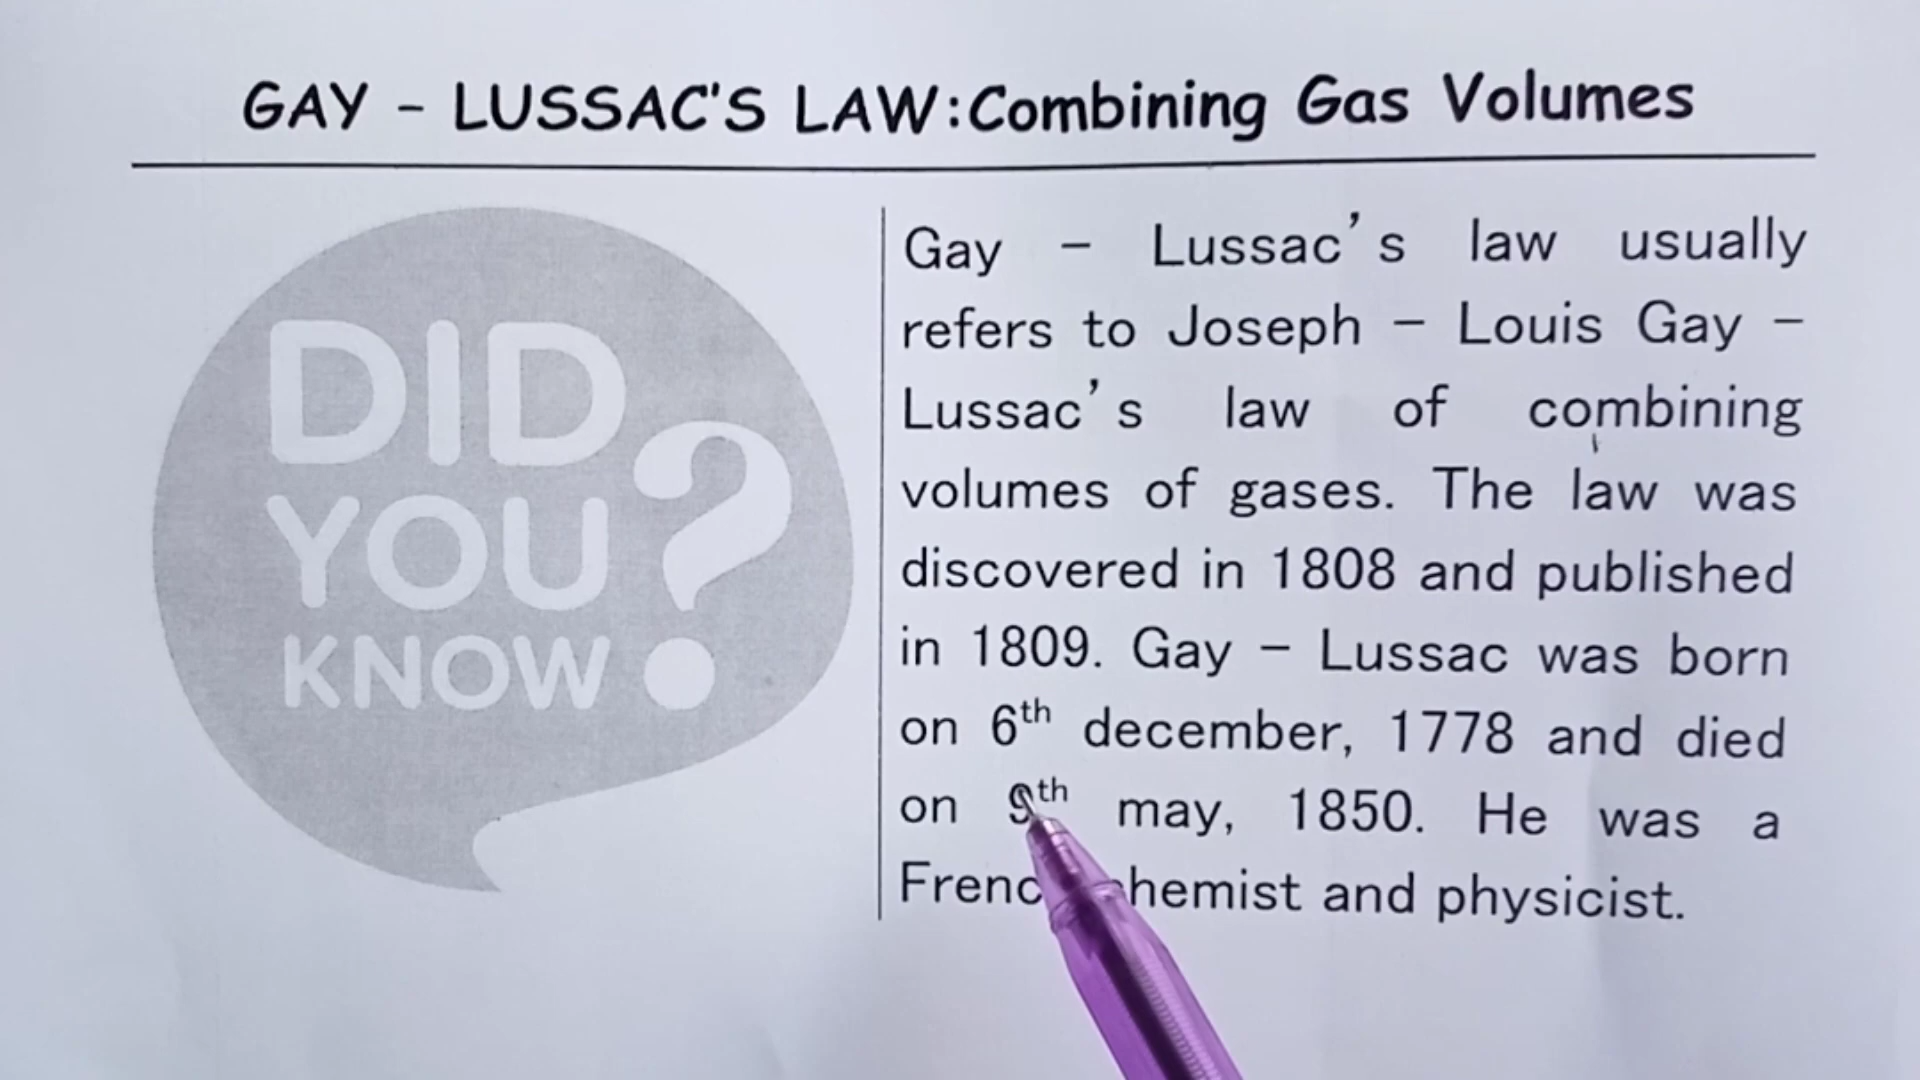 GAY - LUSSAC'S LAW:Combining Gas Volumes
DID
YOU
KNOW?
Gay - Lussac's law usually
refers to Joseph - Louis Gay -
Lussac's law of combining
volumes of gases. The law was
discovered in 1808 and published
in 1809. Gay - Lussac was born
on 6th december, 1778 and died
on 9th may, 1850. He was a
and physicist.